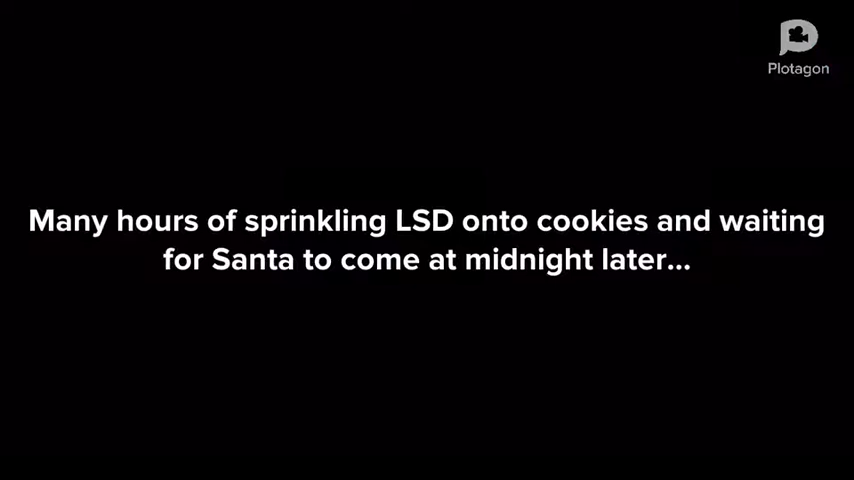 Plotagon
Many hours of sprinkling LSD onto cookies and waiting
for Santa to come at midnight later...